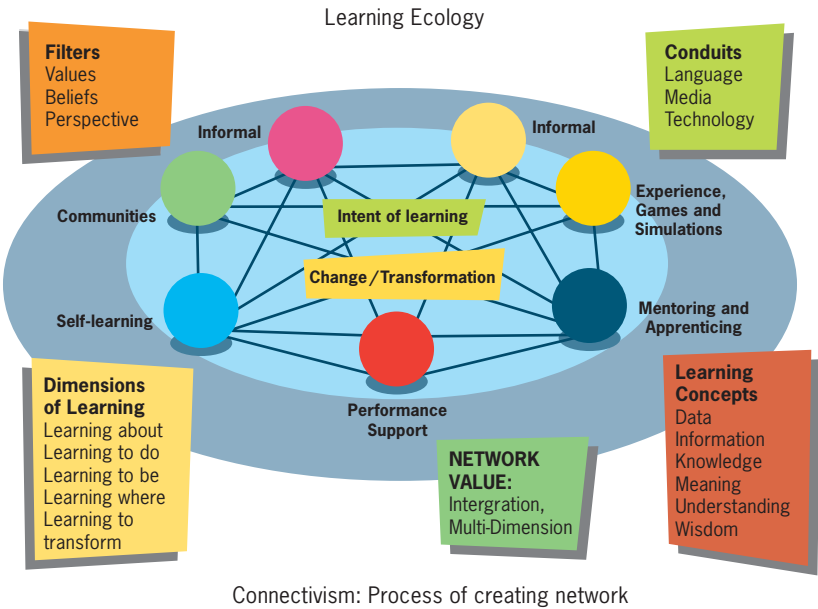 Learning Ecology
Filters
Values
Beliefs
Perspective
Conduits
Language
Media
Technology
Informal
Informal
Communities
Experience,
Games and
Simulations
Intent of learning
Change/Transformation
Self-learning
Mentoring and
Apprenticing
Performance
Support
Dimensions
of Learning
Learning about
Learning to do
Learning to be
Learning where
Learning to
transform
NETWORK
VALUE:
Intergration,
Multi-Dimension
Learning
Concepts
Data
Information
Knowledge
Meaning
Understanding
Wisdom
Connectivism: Process of creating network